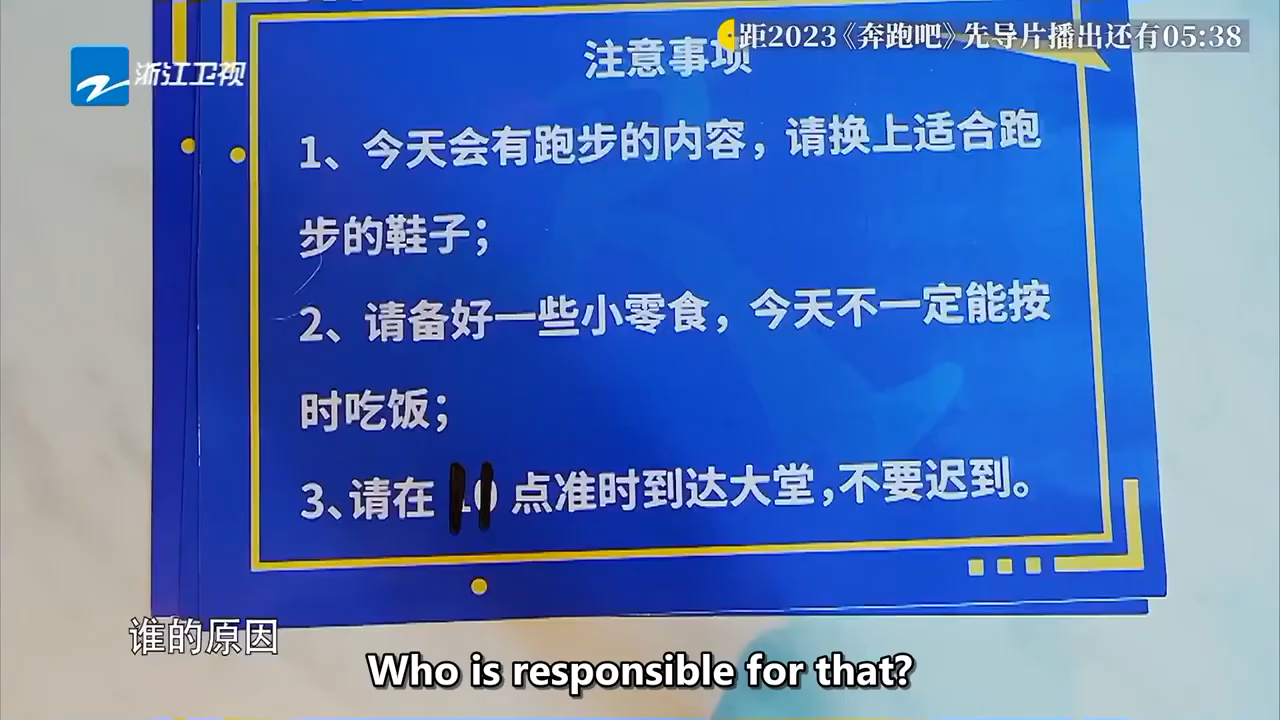 距2023《奔跑吧》先导片播出还有05:38
浙江卫视
注意事项
1、今天会有跑步的内容，请换上适合跑
步的鞋子；
2、请备好一些小零食，今天不一定能按
时吃饭；
3、请在 11 点准时到达大堂，不要迟到。
谁的原因
Who is responsible for that?